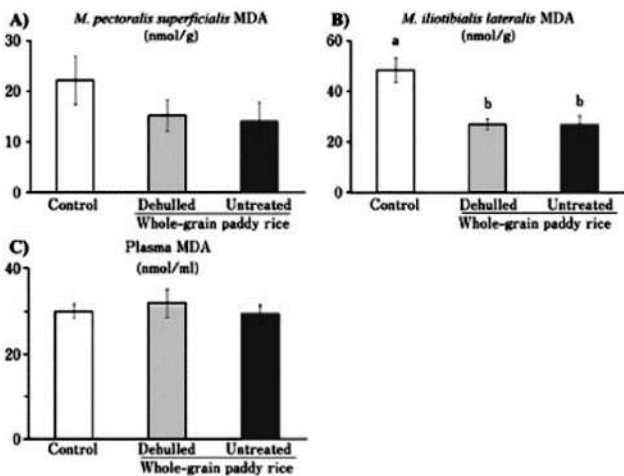 A) M. pectoralis superficialis MDA
(nmol/g)
30
20
10
0
Control Dehulled Untreated
Whole-grain paddy rice
B) M. iliotibialis lateralis MDA
(nmol/g)
60
40
20
0
a
b
b
Control Dehulled Untreated
Whole-grain paddy rice
C) Plasma MDA
(nmol/ml)
40
20
0
Control Dehulled Untreated
Whole-grain paddy rice